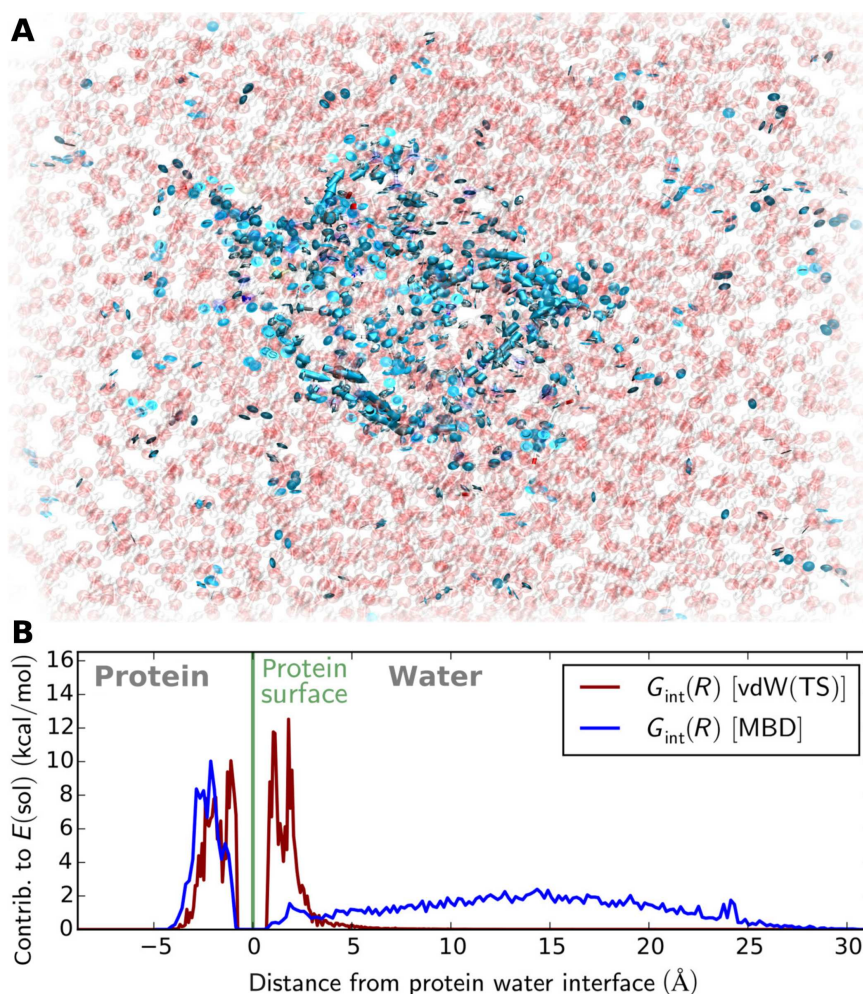 A
B
Contrib. to E(sol) (kcal/mol)
16
14
12
10
8
6
4
2
0
Protein
Protein
surface
Water
G_int(R) [vdW(TS)]
G_int(R) [MBD]
−5 0 5 10 15 20 25 30
Distance from protein water interface (Å)